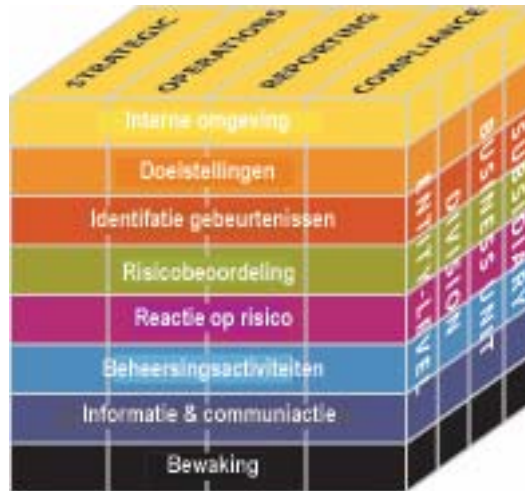 STRATEGIC
OPERATIONS
REPORTING
COMPLIANCE
Interne omgeving
Doelstellingen
Identifatie gebeurtenissen
Risicobeoordeling
Reactie op risico
Beheersingsactiviteiten
Informatie & communiactie
Bewaking
ENTITY-LEVEL
DIVISION
BUSINESS UNIT
SUBSIDIARY